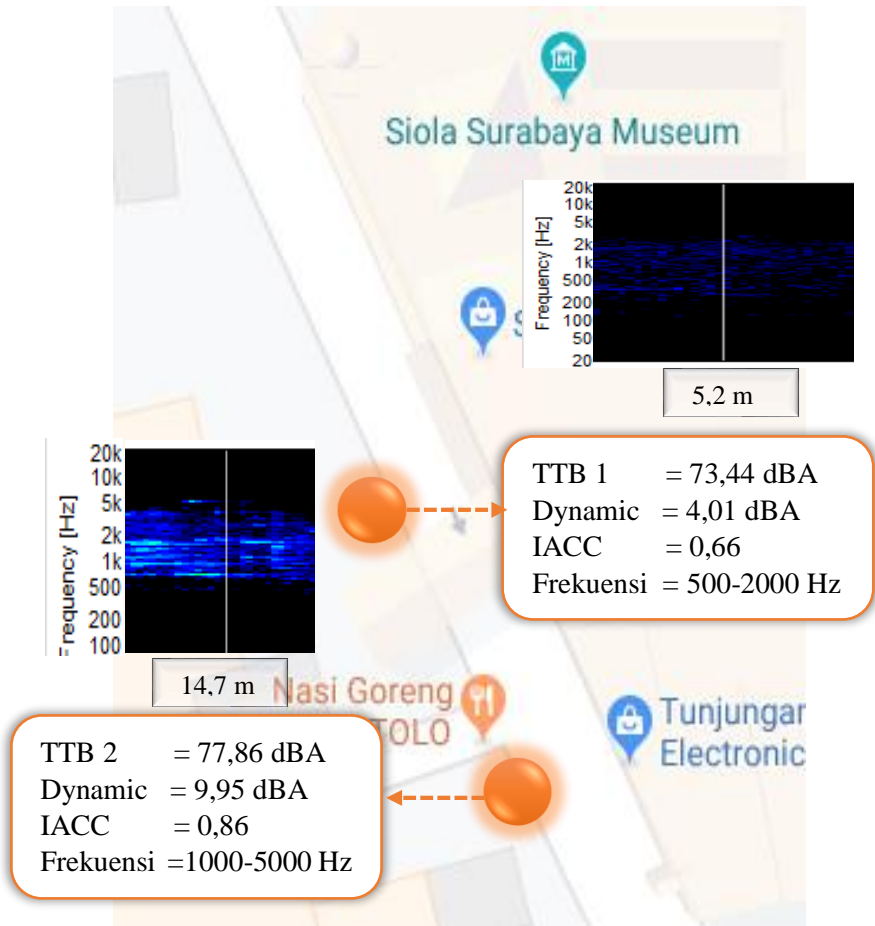 Siola Surabaya Museum
20k
10k
5k
2k
1k
500
200
100
50
20
Frequency [Hz]
S
5,2 m
TTB 1 = 73,44 dBA
Dynamic = 4,01 dBA
IACC = 0,66
Frekuensi = 500-2000 Hz
20k
10k
5k
2k
1k
500
200
100
Frequency [Hz]
14,7 m
Nasi Goreng
TOLO
Tunjungan
Electronic
TTB 2 = 77,86 dBA
Dynamic = 9,95 dBA
IACC = 0,86
Frekuensi =1000-5000 Hz